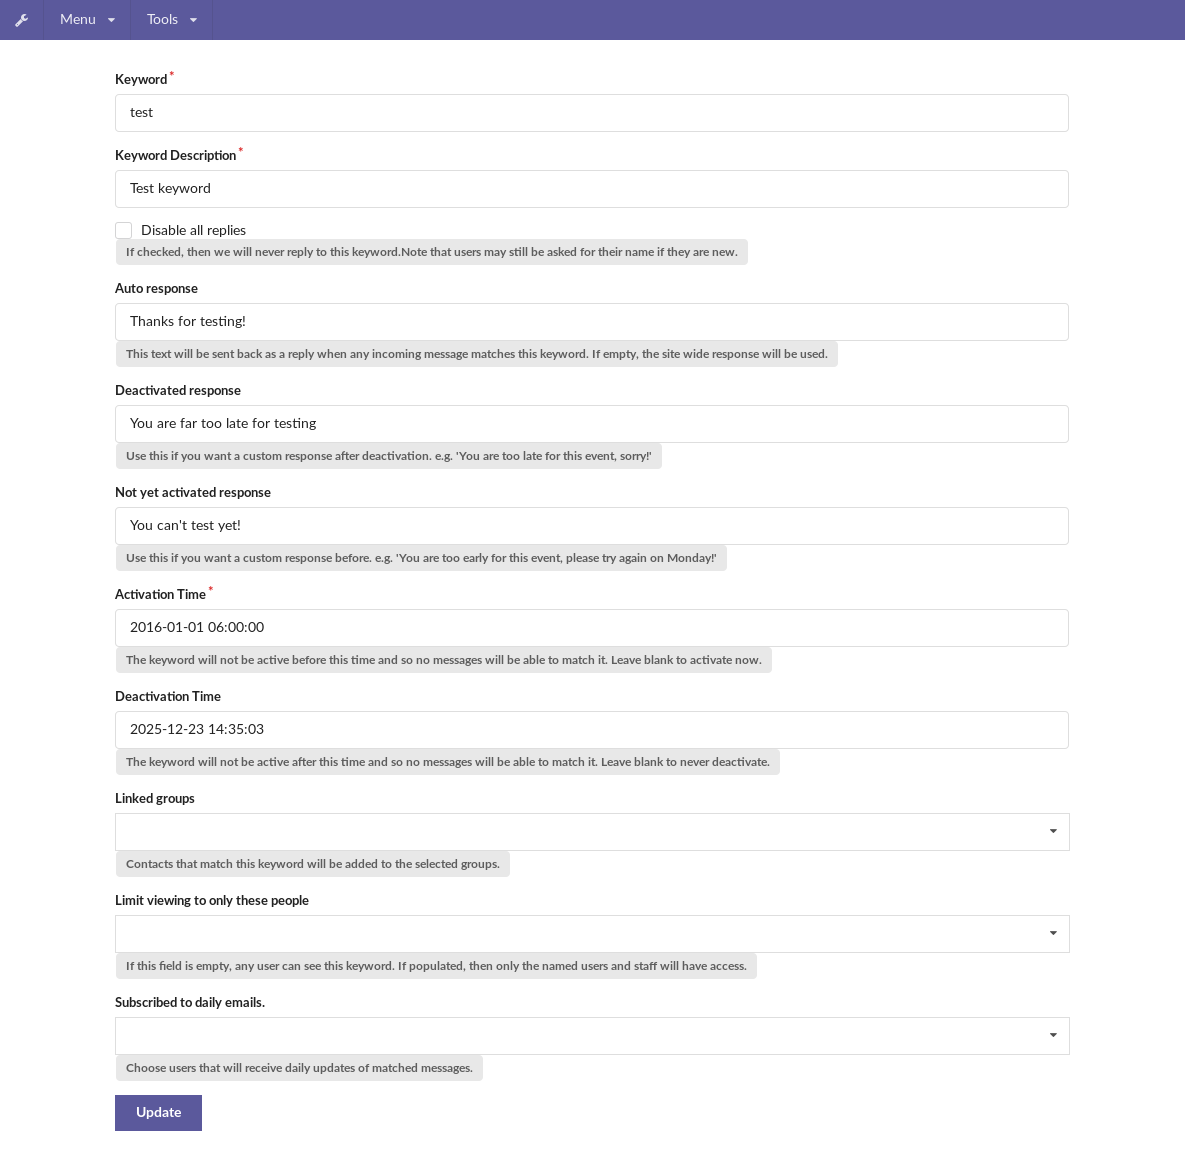 Menu Tools
Keyword*
test
Keyword Description*
Test keyword
Disable all replies
If checked, then we will never reply to this keyword.Note that users may still be asked for their name if they are new.
Auto response
Thanks for testing!
This text will be sent back as a reply when any incoming message matches this keyword. If empty, the site wide response will be used.
Deactivated response
You are far too late for testing
Use this if you want a custom response after deactivation. e.g. 'You are too late for this event, sorry!'
Not yet activated response
You can't test yet!
Use this if you want a custom response before. e.g. 'You are too early for this event, please try again on Monday!'
Activation Time*
2016-01-01 06:00:00
The keyword will not be active before this time and so no messages will be able to match it. Leave blank to activate now.
Deactivation Time
2025-12-23 14:35:03
The keyword will not be active after this time and so no messages will be able to match it. Leave blank to never deactivate.
Linked groups
Contacts that match this keyword will be added to the selected groups.
Limit viewing to only these people
If this field is empty, any user can see this keyword. If populated, then only the named users and staff will have access.
Subscribed to daily emails.
Choose users that will receive daily updates of matched messages.
Update